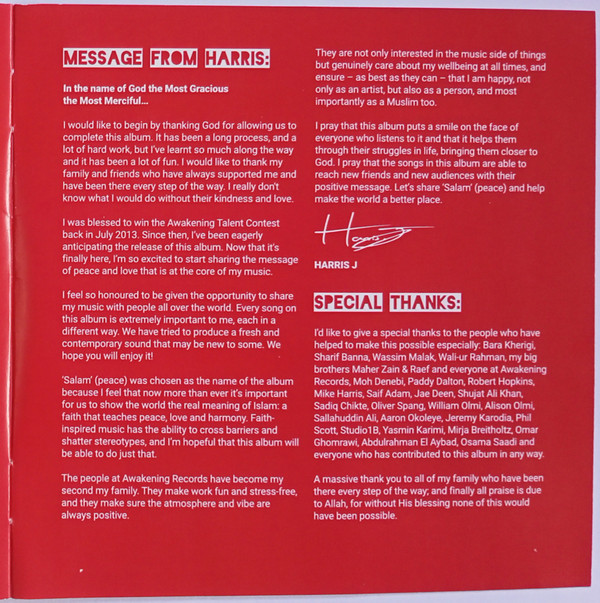 MESSAGE FROM HARRIS:
In the name of God the Most Gracious
the Most Merciful...
I would like to begin by thanking God for allowing us to
complete this album. It has been a long process, and a
lot of hard work, but I've learnt so much along the way
and it has been a lot of fun. I would like to thank my
family and friends who have always supported me and
have been there every step of the way. I really don't
know what I would do without their kindness and love.
I was blessed to win the Awakening Talent Contest
back in July 2013. Since then, I've been eagerly
anticipating the release of this album. Now that it's
finally here, I'm so excited to start sharing the message
of peace and love that is at the core of my music.
I feel so honoured to be given the opportunity to share
my music with people all over the world. Every song on
this album is extremely important to me, each in a
different way. We have tried to produce a fresh and
contemporary sound that may be new to some. We
hope you will enjoy it!
'Salam' (peace) was chosen as the name of the album
because I feel that now more than ever it's important
for us to show the world the real meaning of Islam: a
faith that teaches peace, love and harmony. Faith-
inspired music has the ability to cross barriers and
shatter stereotypes, and I'm hopeful that this album will
be able to do just that.
The people at Awakening Records have become my
second my family. They make work fun and stress-free,
and they make sure the atmosphere and vibe are
always positive.
They are not only interested in the music side of things
but genuinely care about my wellbeing at all times, and
ensure – as best as they can – that I am happy, not
only as an artist, but also as a person, and most
importantly as a Muslim too.
I pray that this album puts a smile on the face of
everyone who listens to it and that it helps them
through their struggles in life, bringing them closer to
God. I pray that the songs in this album are able to
reach new friends and new audiences with their
positive message. Let's share 'Salam' (peace) and help
make the world a better place.
Harris J
HARRIS J
SPECIAL THANKS:
I'd like to give a special thanks to the people who have
helped to make this possible especially: Bara Kherigi,
Sharif Banna, Wassim Malak, Wali-ur Rahman, my big
brothers Maher Zain & Raef and everyone at Awakening
Records, Moh Denebi, Paddy Dalton, Robert Hopkins,
Mike Harris, Saif Adam, Jae Deen, Shujat Ali Khan,
Sadiq Chikte, Oliver Spang, William Olmi, Alison Olmi,
Sallahuddin Ali, Aaron Okoleye, Jeremy Karodia, Phil
Scott, Studio1B, Yasmin Karimi, Mirja Breitholtz, Omar
Ghomrawi, Abdulrahman El Aybad, Osama Saadi and
everyone who has contributed to this album in any way.
A massive thank you to all of my family who have been
there every step of the way; and finally all praise is due
to Allah, for without His blessing none of this would
have been possible.